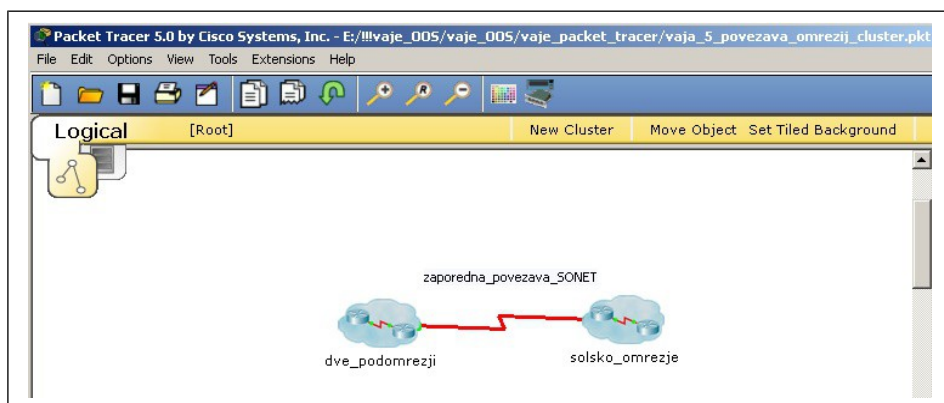 Packet Tracer 5.0 by Cisco Systems, Inc. - E:/!!!vaje_OOS/vaje_OOS/vaje_packet_tracer/vaja_5_povezava_omrezij_cluster.pkt
File Edit Options View Tools Extensions Help
Logical [Root] New Cluster Move Object Set Tiled Background
zaporedna_povezava_SONET
dve_podomrezji solsko_omrezje